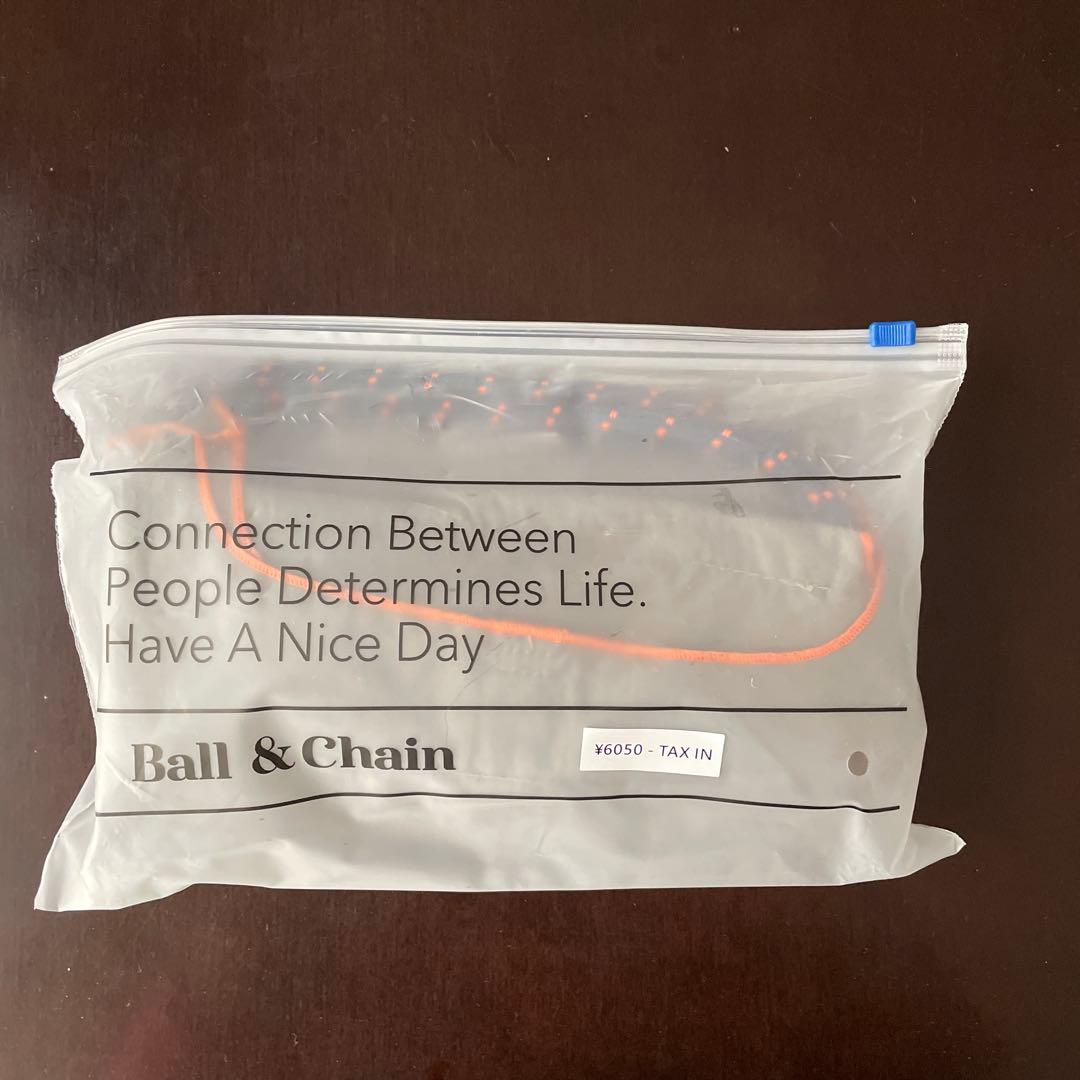 Connection Between
People Determines Life.
Have A Nice Day
Ball & Chain
¥6050 - TAX IN